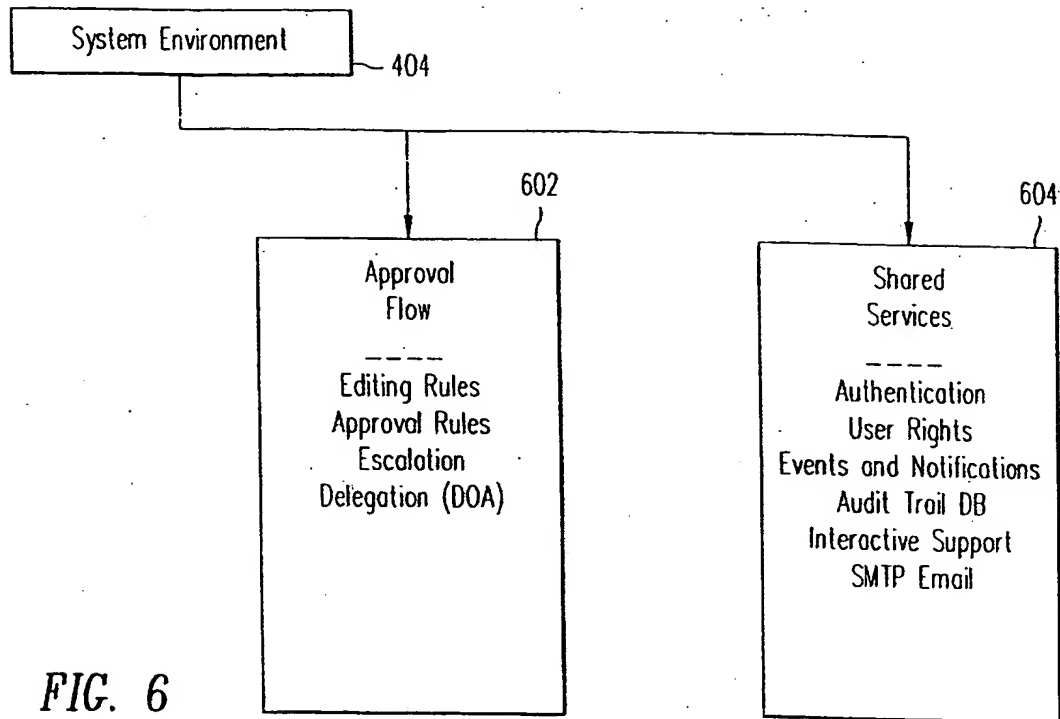 System Environment
404
602
604
Approval
Flow
Editing Rules
Approval Rules
Escalation
Delegation (DOA)
Shared
Services
Authentication
User Rights
Events and Notifications
Audit Trail DB
Interactive Support
SMTP Email
FIG. 6